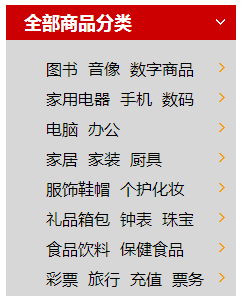 全部商品分类
图书 音像 数字商品
家用电器 手机 数码
电脑 办公
家居 家装 厨具
服饰鞋帽 个护化妆
礼品箱包 钟表 珠宝
食品饮料 保健食品
彩票 旅行 充值 票务